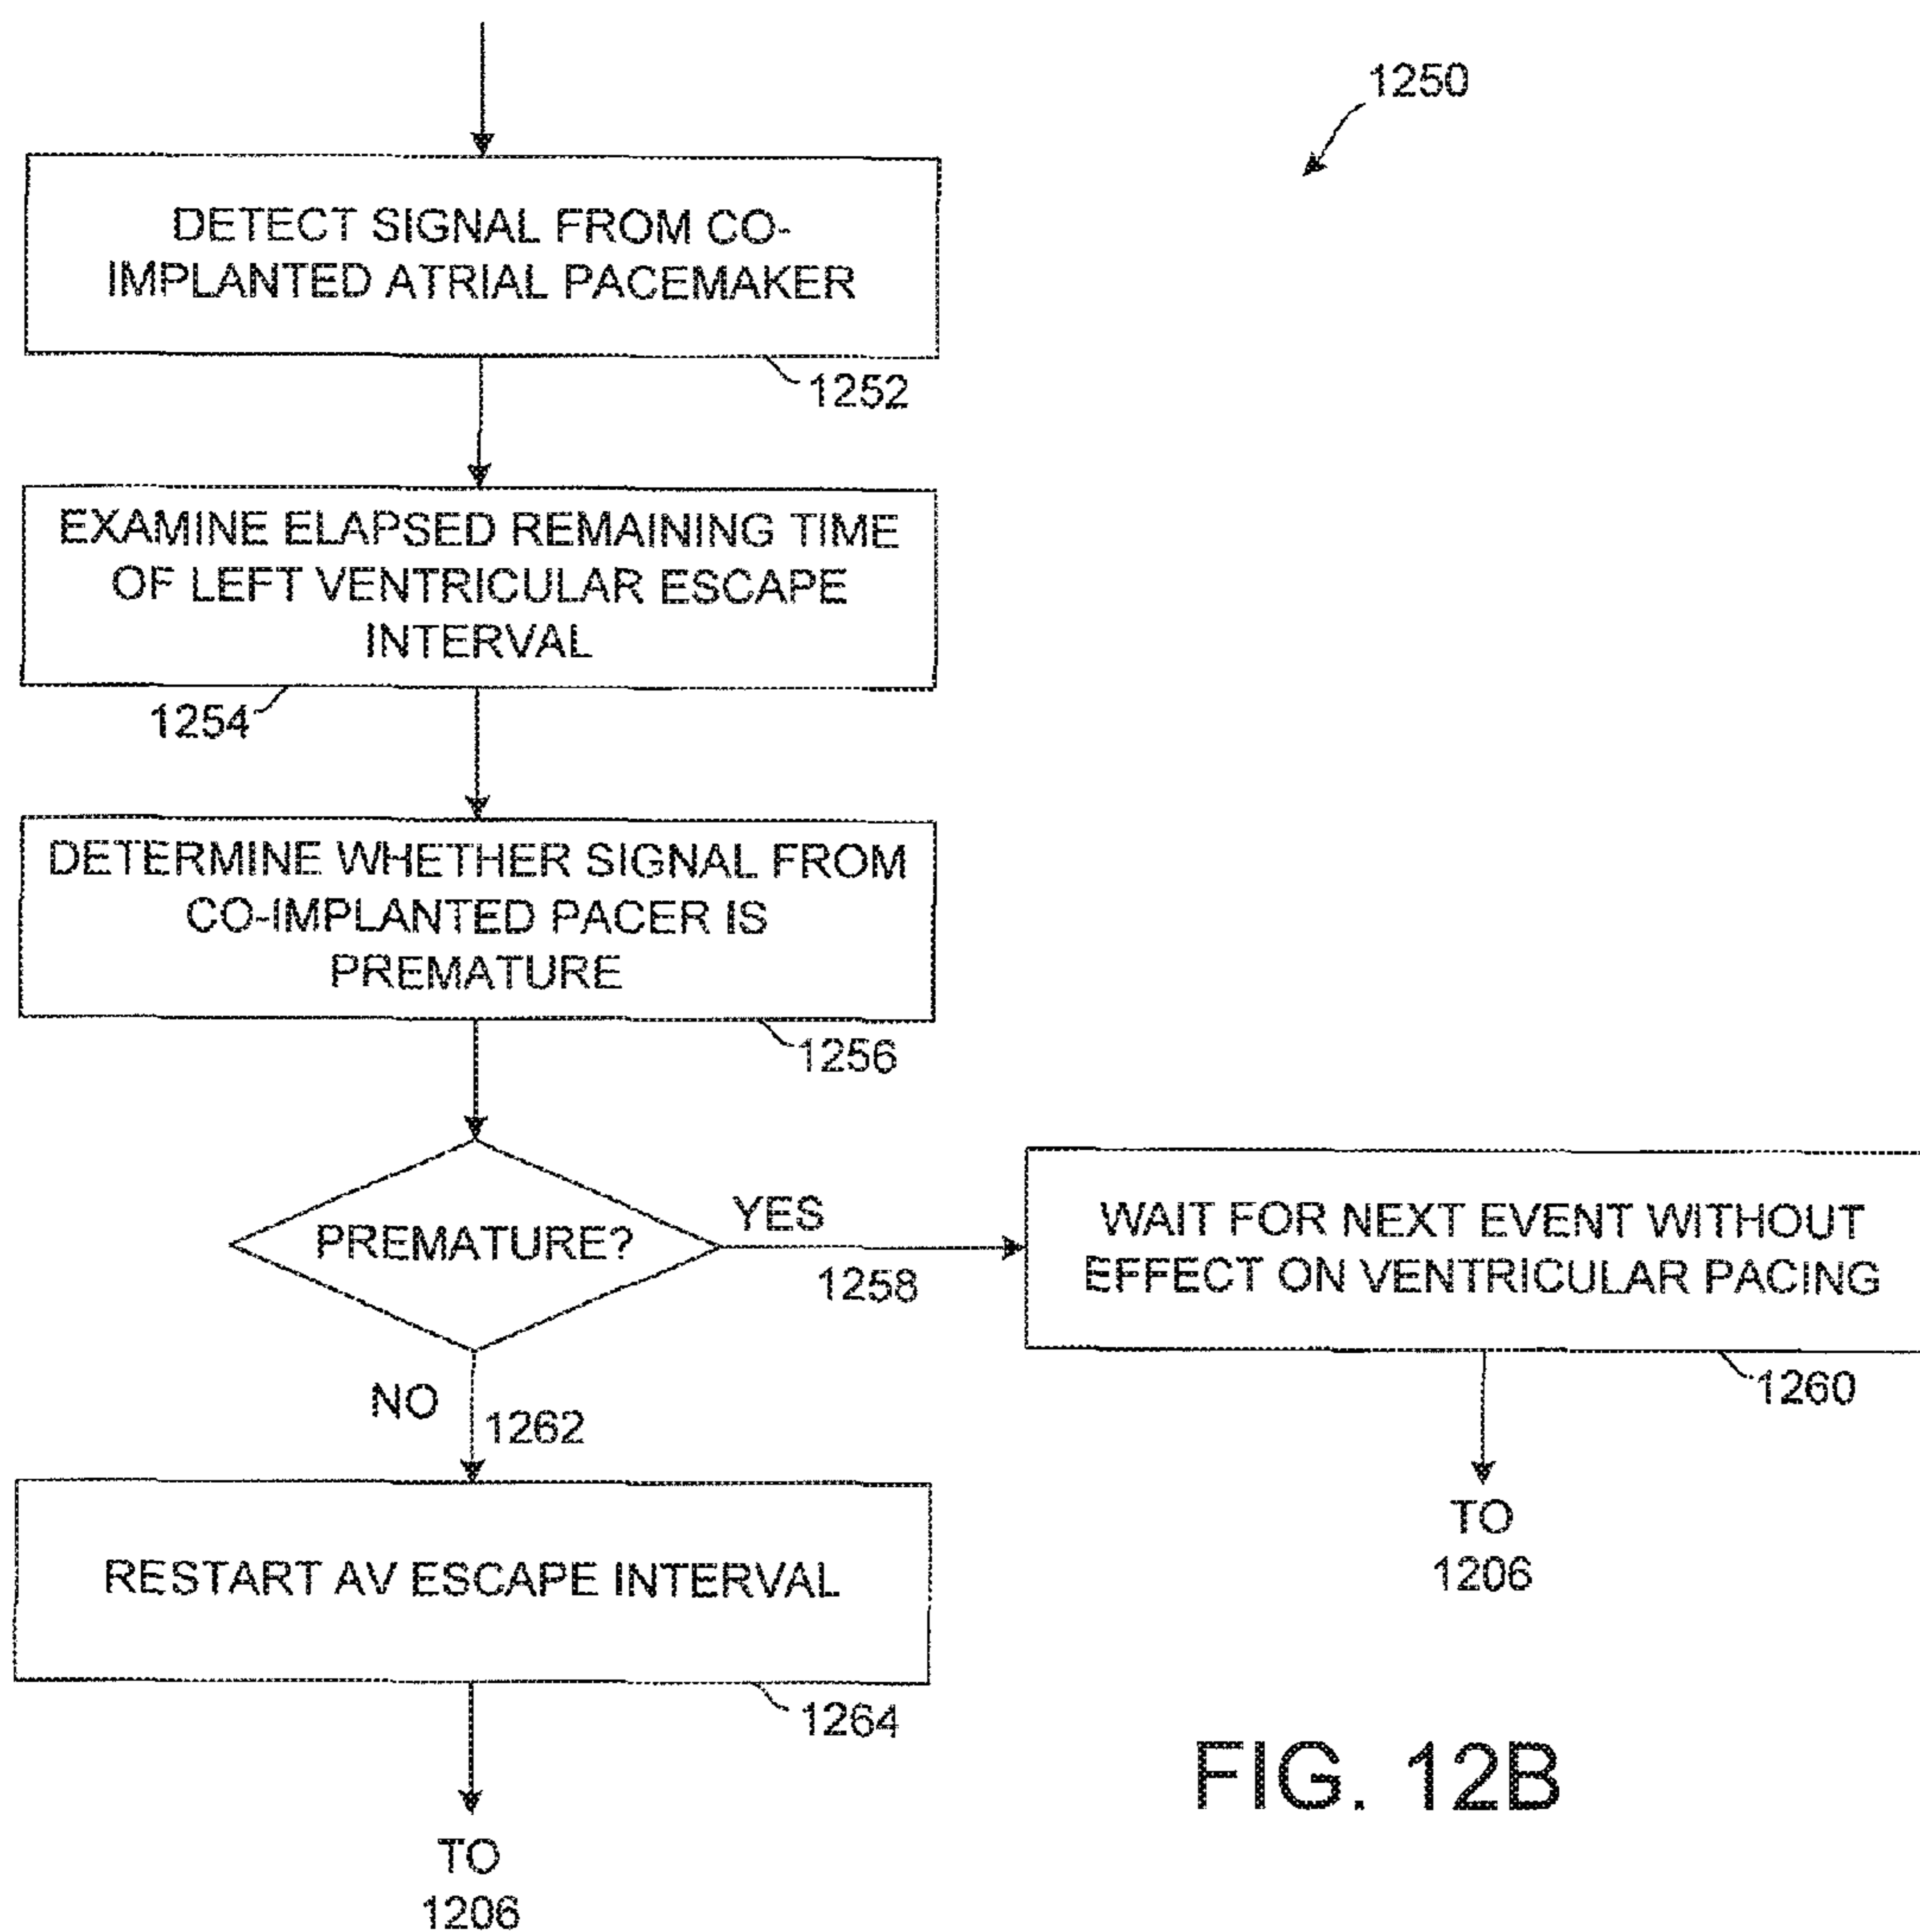 1250
DETECT SIGNAL FROM CO-
IMPLANTED ATRIAL PACEMAKER
1252
EXAMINE ELAPSED REMAINING TIME
OF LEFT VENTRICULAR ESCAPE
INTERVAL
1254
DETERMINE WHETHER SIGNAL FROM
CO-IMPLANTED PACER IS
PREMATURE
1256
PREMATURE?
YES
1258
WAIT FOR NEXT EVENT WITHOUT
EFFECT ON VENTRICULAR PACING
1260
TO
1206
NO
1262
RESTART AV ESCAPE INTERVAL
1264
TO
1206
FIG. 12B